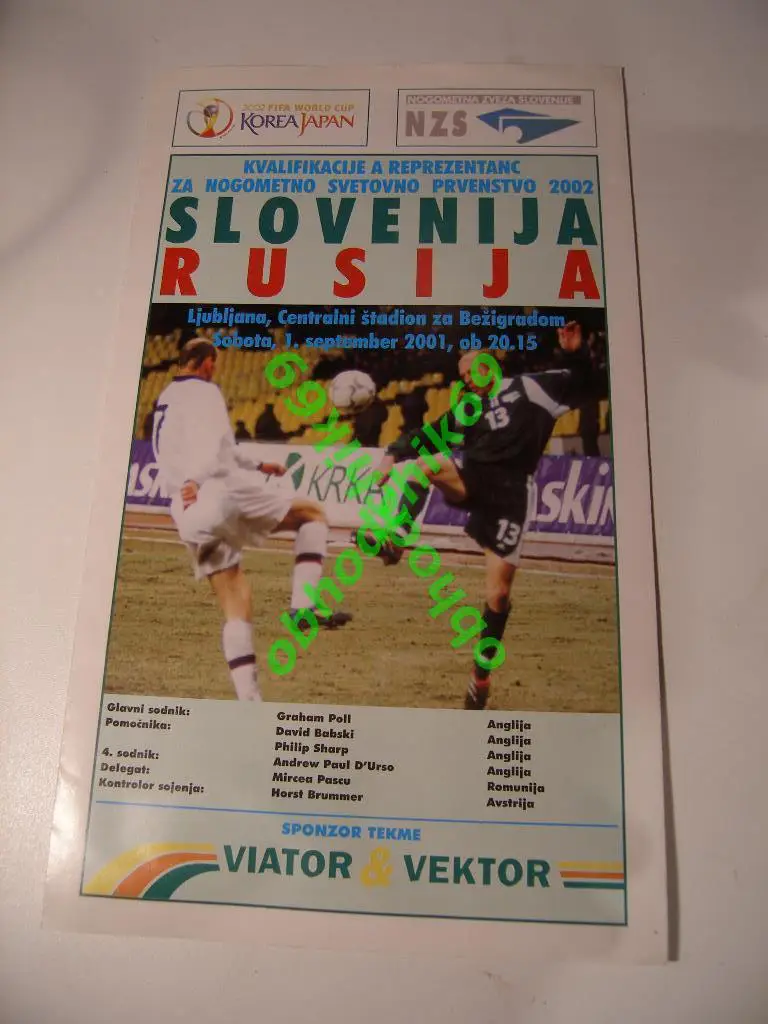 2002 FIFA WORLD CUP
KOREA JAPAN
NOGOMETNA ZVEZA SLOVENIJE
NZS
KVALIFIKACIJE A REPREZENTANC
ZA NOGOMETNO SVETOVNO PRVENSTVO 2002
SLOVENIJA
RUSIJA
Ljubljana, Centralni štadion za Bežigradom
Sobota, 1. september 2001, ob 20.15
13
KRKA
skin
13
obhodchik69
Glavni sodnik: Graham Poll Anglija
Pomočnika: David Babski Anglija
Philip Sharp Anglija
4. sodnik: Andrew Paul D'Urso Anglija
Delegat: Mircea Pascu Romunija
Kontrolor sojenja: Horst Brummer Avstrija
SPONZOR TEKME
VIATOR & VEKTOR